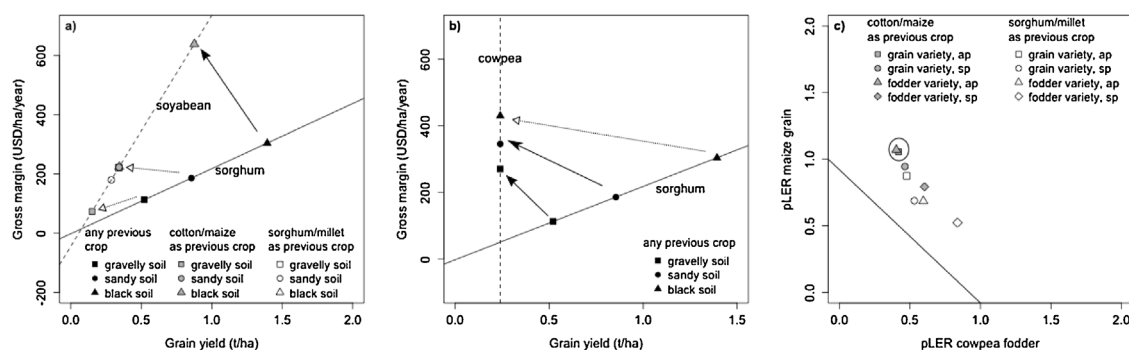 a)
soyabean
sorghum
any previous crop
cotton/maize as previous crop
sorghum/millet as previous crop
gravelly soil
gravelly soil
gravelly soil
sandy soil
sandy soil
sandy soil
black soil
black soil
black soil
Gross margin (USD/ha/year)
-200
0
200
400
600
0.0
0.5
1.0
1.5
2.0
Grain yield (t/ha)
b)
cowpea
sorghum
any previous crop
gravelly soil
sandy soil
black soil
Gross margin (USD/ha/year)
0
200
400
600
0.0
0.5
1.0
1.5
Grain yield (t/ha)
c)
cotton/maize
as previous crop
grain variety, ap
grain variety, sp
fodder variety, ap
fodder variety, sp
sorghum/millet
as previous crop
grain variety, ap
grain variety, sp
fodder variety, ap
fodder variety, sp
pLER maize grain
0.0
0.5
1.0
1.5
2.0
0.0
0.5
1.0
1.5
2.0
pLER cowpea fodder